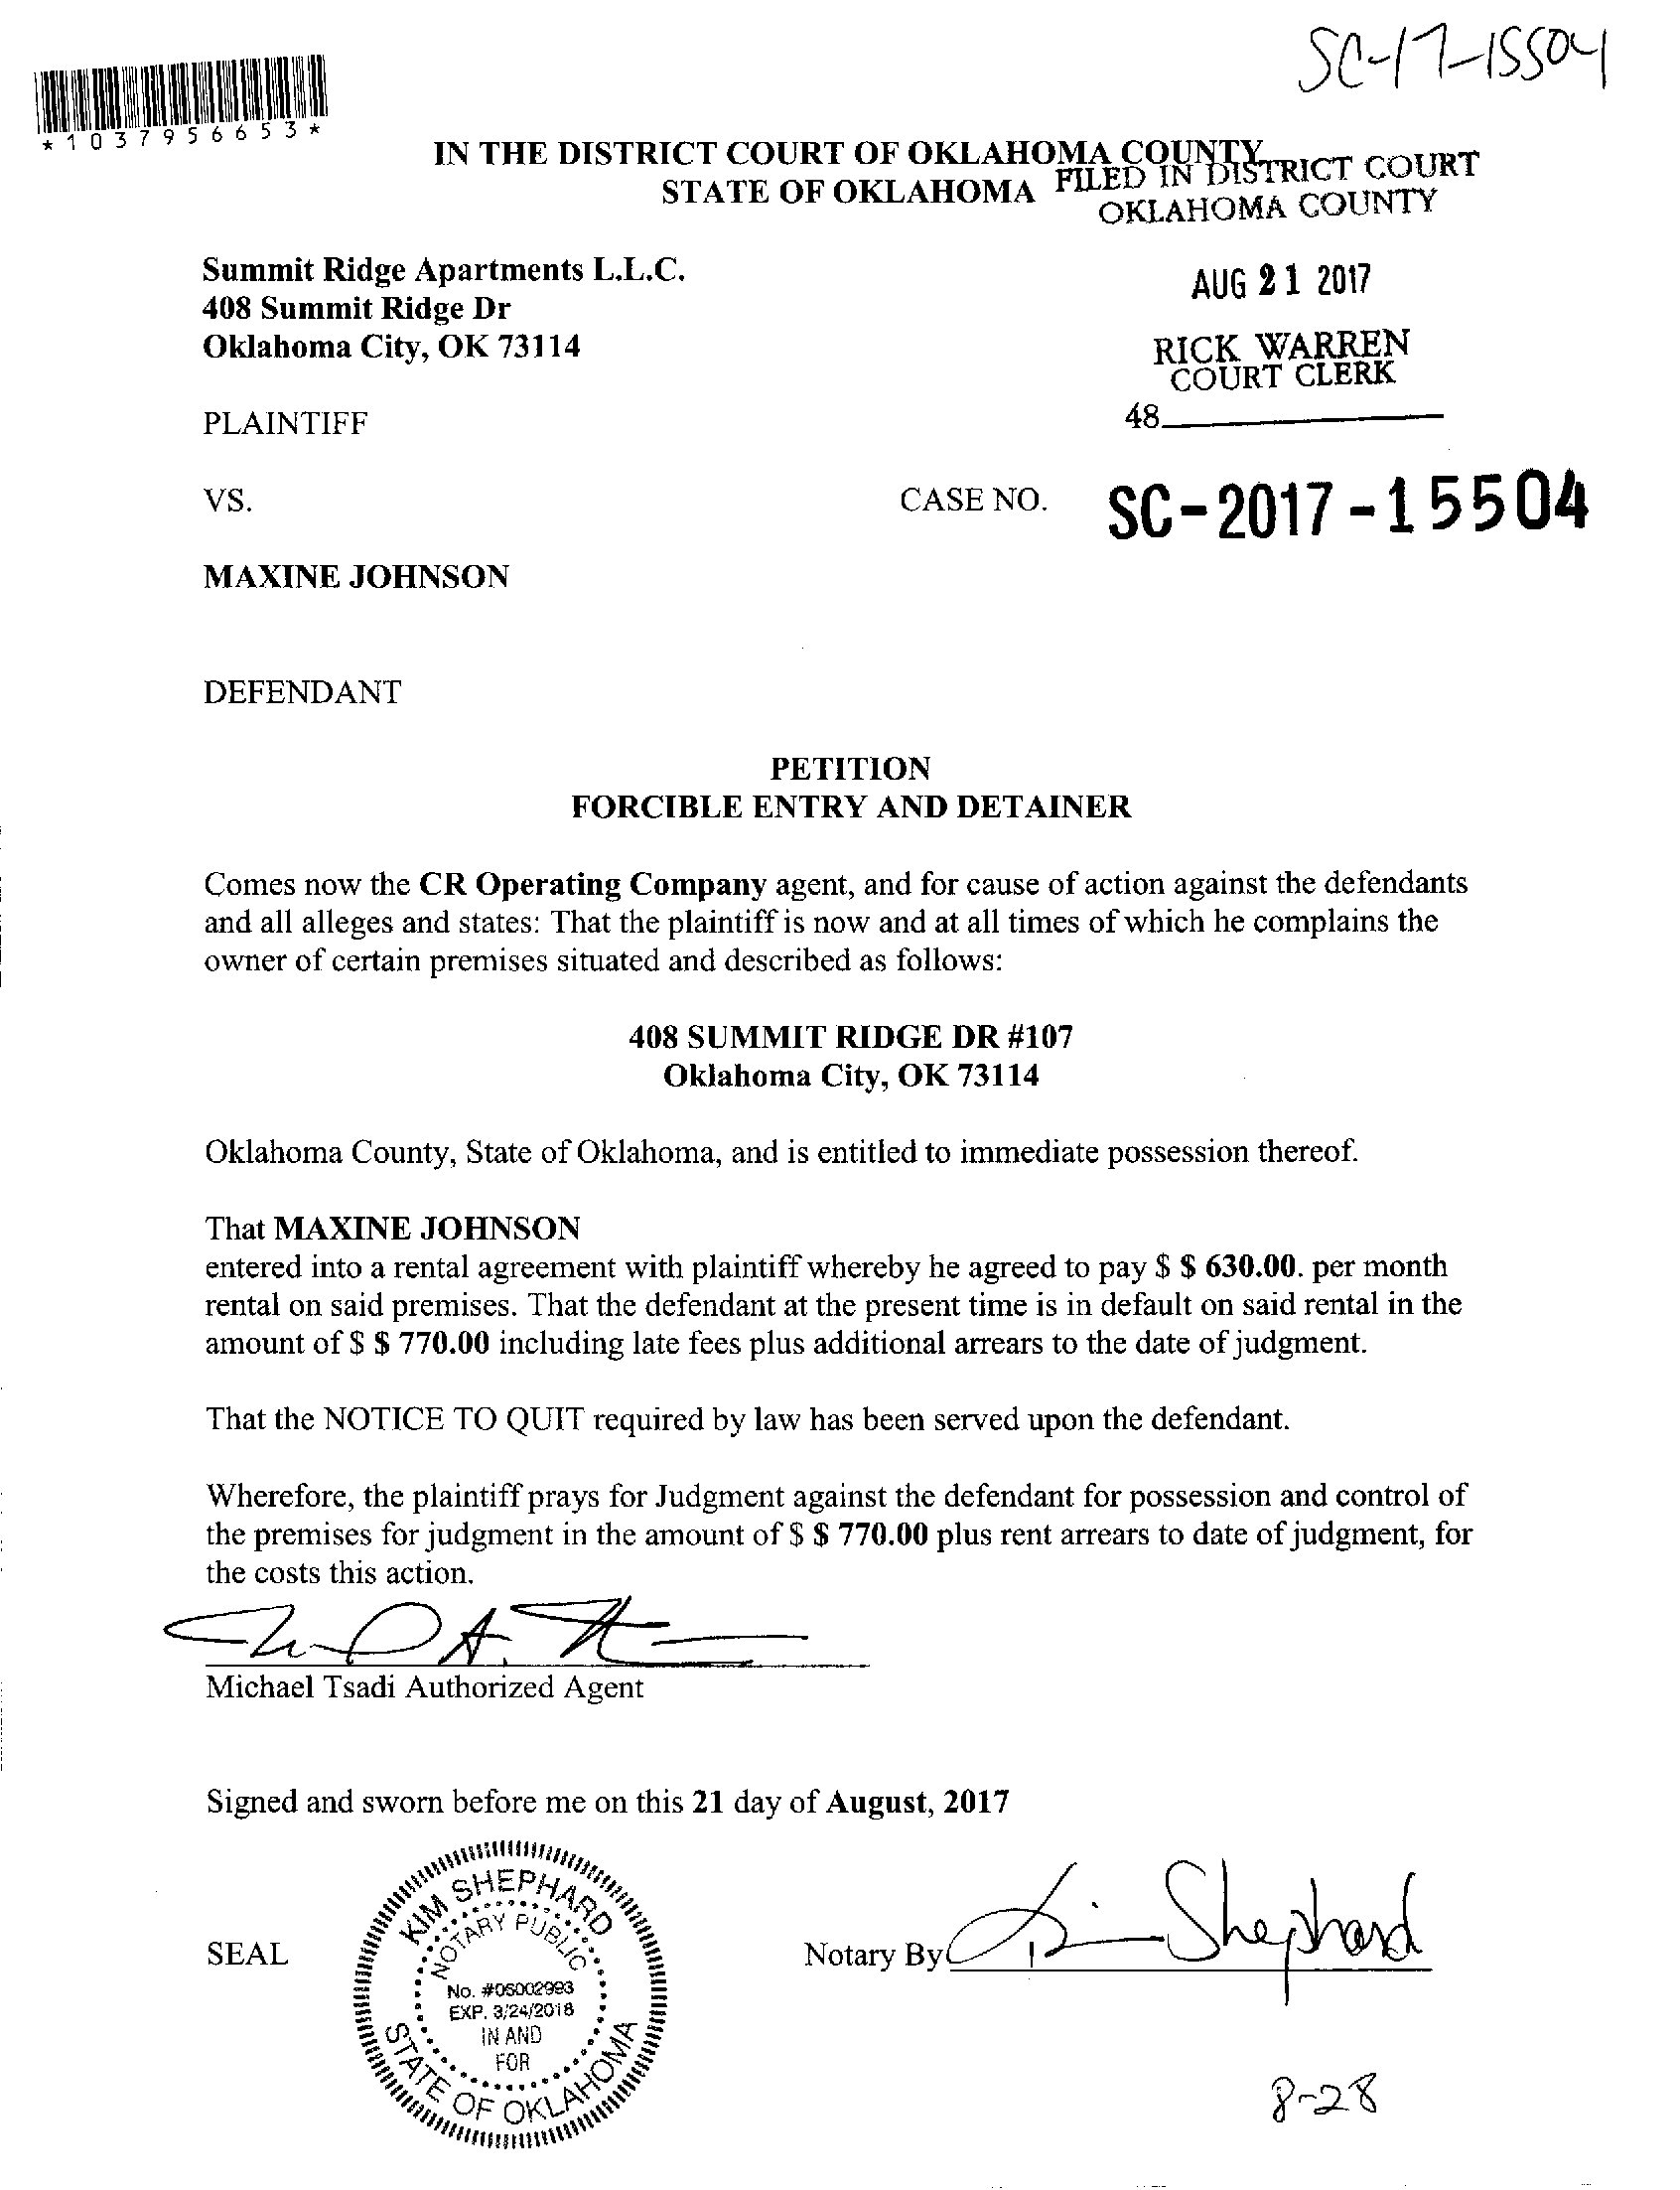 SC-17-15504
*1037956653*
IN THE DISTRICT COURT OF OKLAHOMA COUNTY
STATE OF OKLAHOMA
FILED IN DISTRICT COURT
OKLAHOMA COUNTY
Summit Ridge Apartments L.L.C.
408 Summit Ridge Dr
Oklahoma City, OK 73114
AUG 21 2017
RICK WARREN
COURT CLERK
48
PLAINTIFF
VS.
CASE NO. SC-2017-15504
MAXINE JOHNSON
DEFENDANT
PETITION
FORCIBLE ENTRY AND DETAINER
Comes now the CR Operating Company agent, and for cause of action against the defendants
and all alleges and states: That the plaintiff is now and at all times of which he complains the
owner of certain premises situated and described as follows:
408 SUMMIT RIDGE DR #107
Oklahoma City, OK 73114
Oklahoma County, State of Oklahoma, and is entitled to immediate possession thereof.
That MAXINE JOHNSON
entered into a rental agreement with plaintiff whereby he agreed to pay $ $ 630.00. per month
rental on said premises. That the defendant at the present time is in default on said rental in the
amount of $ $ 770.00 including late fees plus additional arrears to the date of judgment.
That the NOTICE TO QUIT required by law has been served upon the defendant.
Wherefore, the plaintiff prays for Judgment against the defendant for possession and control of
the premises for judgment in the amount of $ $ 770.00 plus rent arrears to date of judgment, for
the costs this action.
Michael Tsadi Authorized Agent
Signed and sworn before me on this 21 day of August, 2017
SEAL
KIM SHEPHARD
NOTARY PUBLIC
No. #06002993
EXP. 3/24/2018
IN AND
FOR
STATE OF OKLAHOMA
Notary By Kim Shephard
8-28